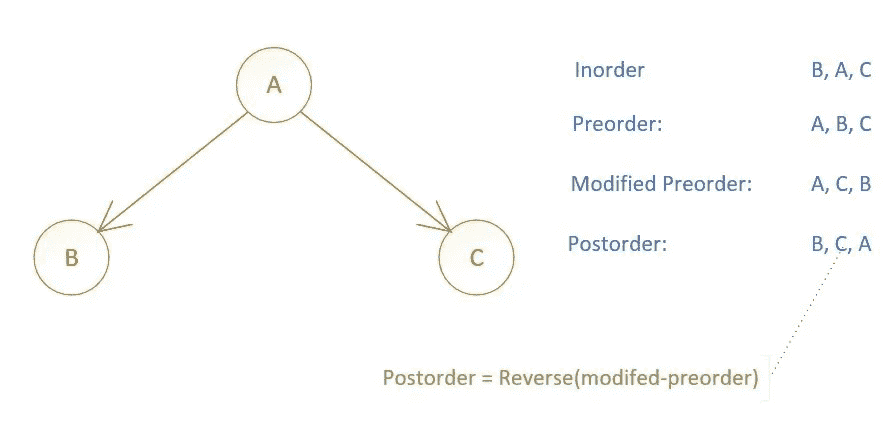 A
B
C
Inorder B, A, C
Preorder: A, B, C
Modified Preorder: A, C, B
Postorder: B, C, A
Postorder = Reverse(modifed-preorder)